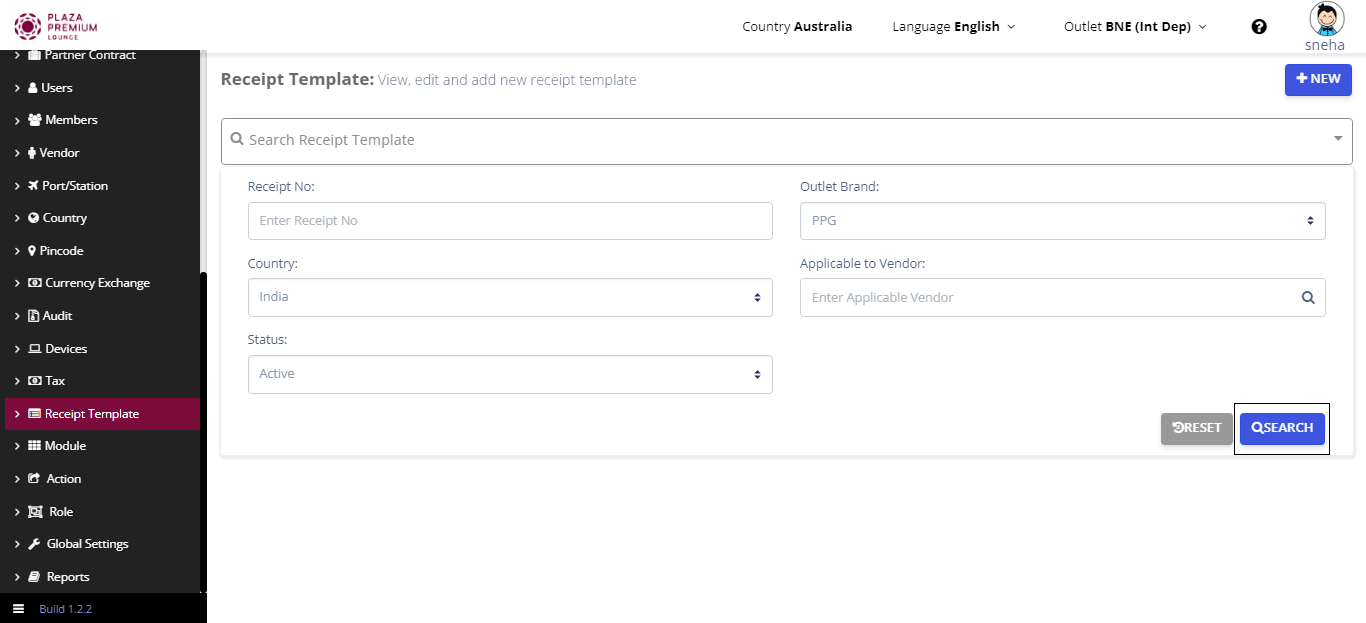 PLAZA
PREMIUM
LOUNGE
Country Australia
Language English
Outlet BNE (Int Dep)
sneha
Partner Contract
Users
Members
Vendor
Port/Station
Country
Pincode
Currency Exchange
Audit
Devices
Tax
Receipt Template
Module
Action
Role
Global Settings
Reports
Build 1.2.2
Receipt Template: View, edit and add new receipt template
NEW
Search Receipt Template
Receipt No:
Enter Receipt No
Outlet Brand:
PPG
Country:
India
Applicable to Vendor:
Enter Applicable Vendor
Status:
Active
RESET
SEARCH